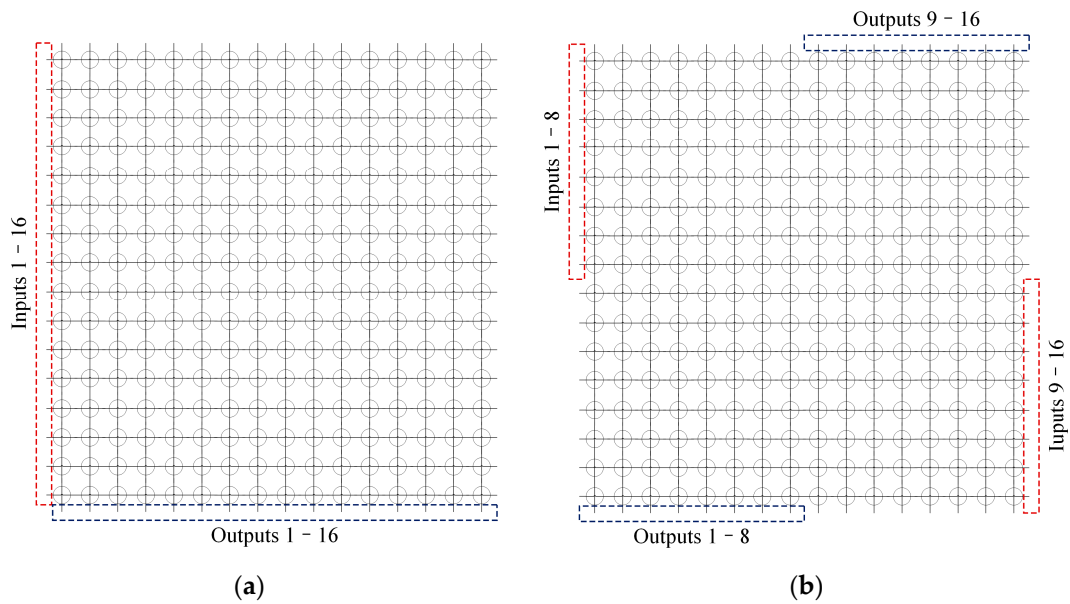 Inputs 1 - 16
Outputs 1 - 16
(a)
Outputs 9 - 16
Inputs 1 - 8
Iuputs 9 - 16
Outputs 1 - 8
(b)